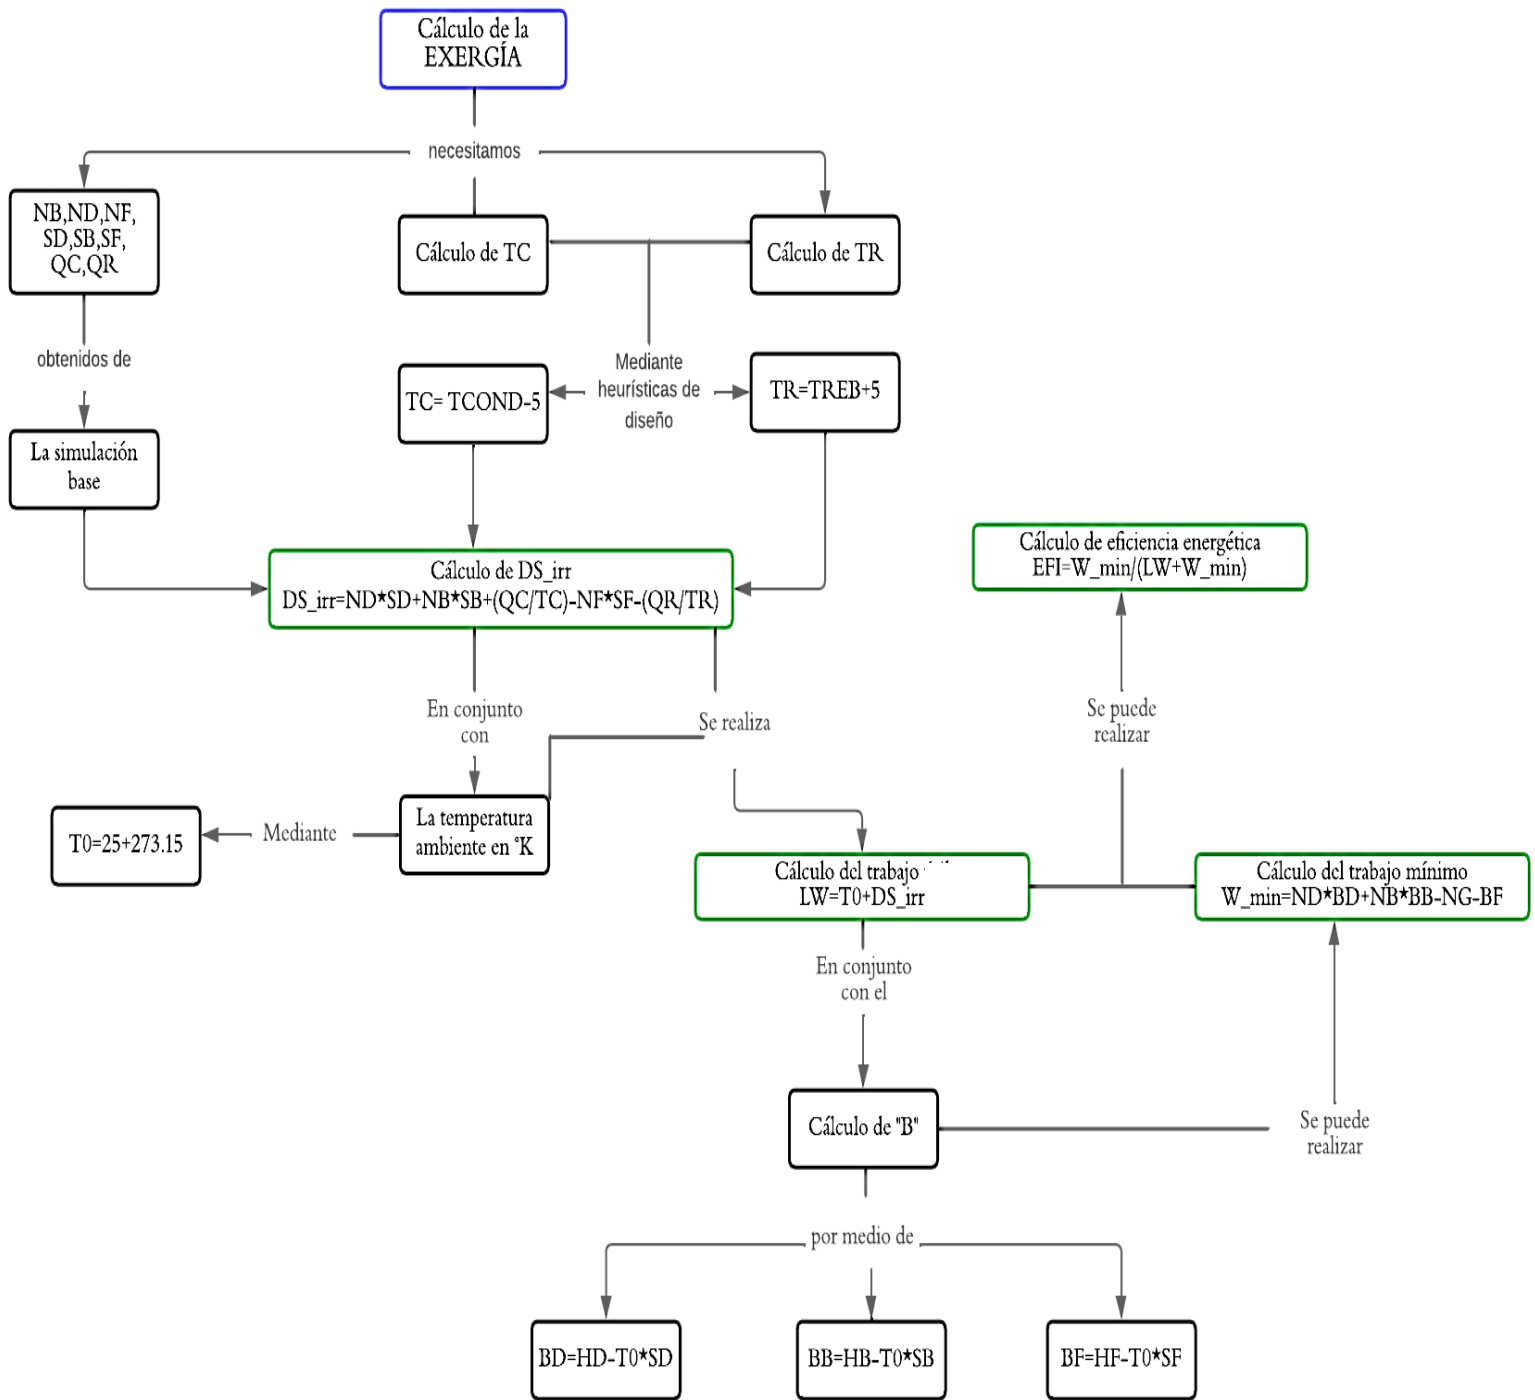 Cálculo de la
EXERGÍA
necesitamos
NB,ND,NF,
SD,SB,SF,
QC,QR
Cálculo de TC
Cálculo de TR
obtenidos de
Mediante
heurísticas de
diseño
TC= TCOND-5
TR=TREB+5
La simulación
base
Cálculo de DS_irr
DS_irr=ND*SD+NB*SB+(QC/TC)-NF*SF-(QR/TR)
Cálculo de eficiencia energética
EFI=W_min/(LW+W_min)
En conjunto
con
Se realiza
Se puede
realizar
T0=25+273.15
Mediante
La temperatura
ambiente en °K
Cálculo del trabajo
LW=T0+DS_irr
Cálculo del trabajo mínimo
W_min=ND*BD+NB*BB-NG-BF
En conjunto
con el
Cálculo de "B"
Se puede
realizar
por medio de
BD=HD-T0*SD
BB=HB-T0*SB
BF=HF-T0*SF